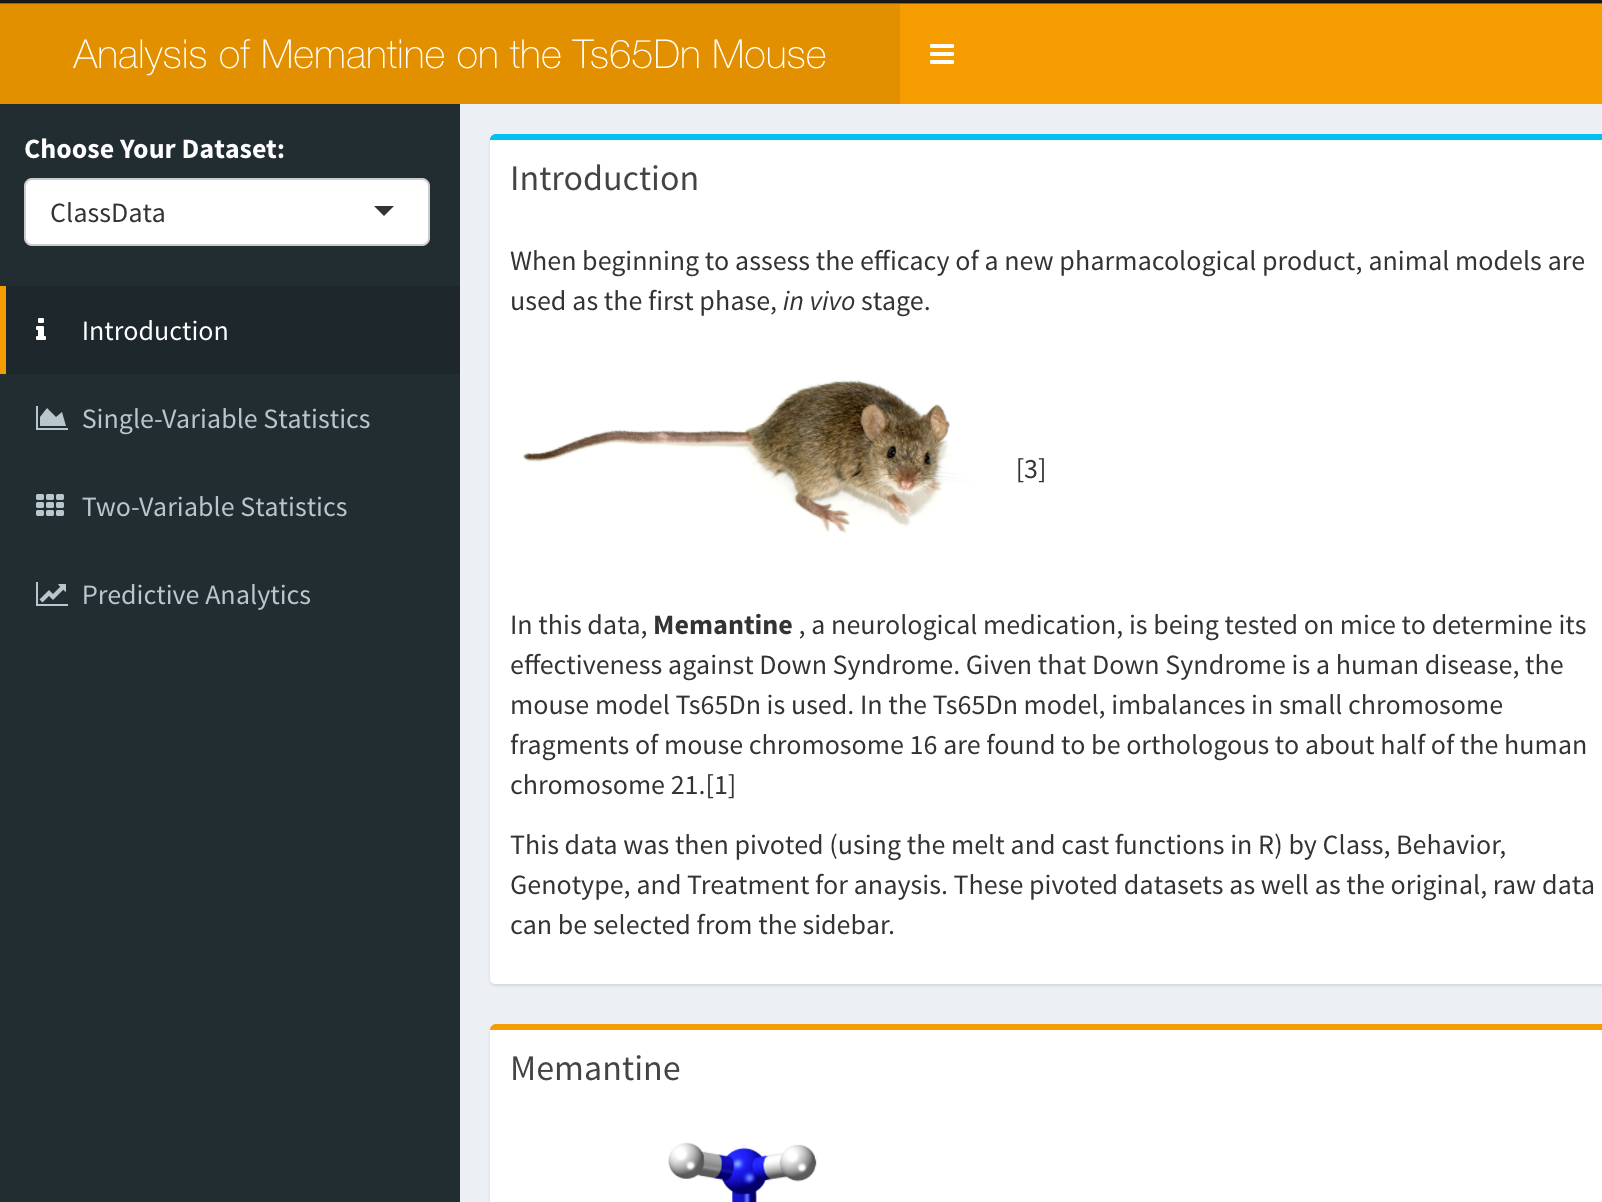 Analysis of Memantine on the Ts65Dn Mouse
Choose Your Dataset:
ClassData
Introduction
Single-Variable Statistics
Two-Variable Statistics
Predictive Analytics
Introduction
When beginning to assess the efficacy of a new pharmacological product, animal models are
used as the first phase, in vivo stage.
[3]
In this data, Memantine , a neurological medication, is being tested on mice to determine its
effectiveness against Down Syndrome. Given that Down Syndrome is a human disease, the
mouse model Ts65Dn is used. In the Ts65Dn model, imbalances in small chromosome
fragments of mouse chromosome 16 are found to be orthologous to about half of the human
chromosome 21.[1]
This data was then pivoted (using the melt and cast functions in R) by Class, Behavior,
Genotype, and Treatment for anaysis. These pivoted datasets as well as the original, raw data
can be selected from the sidebar.
Memantine